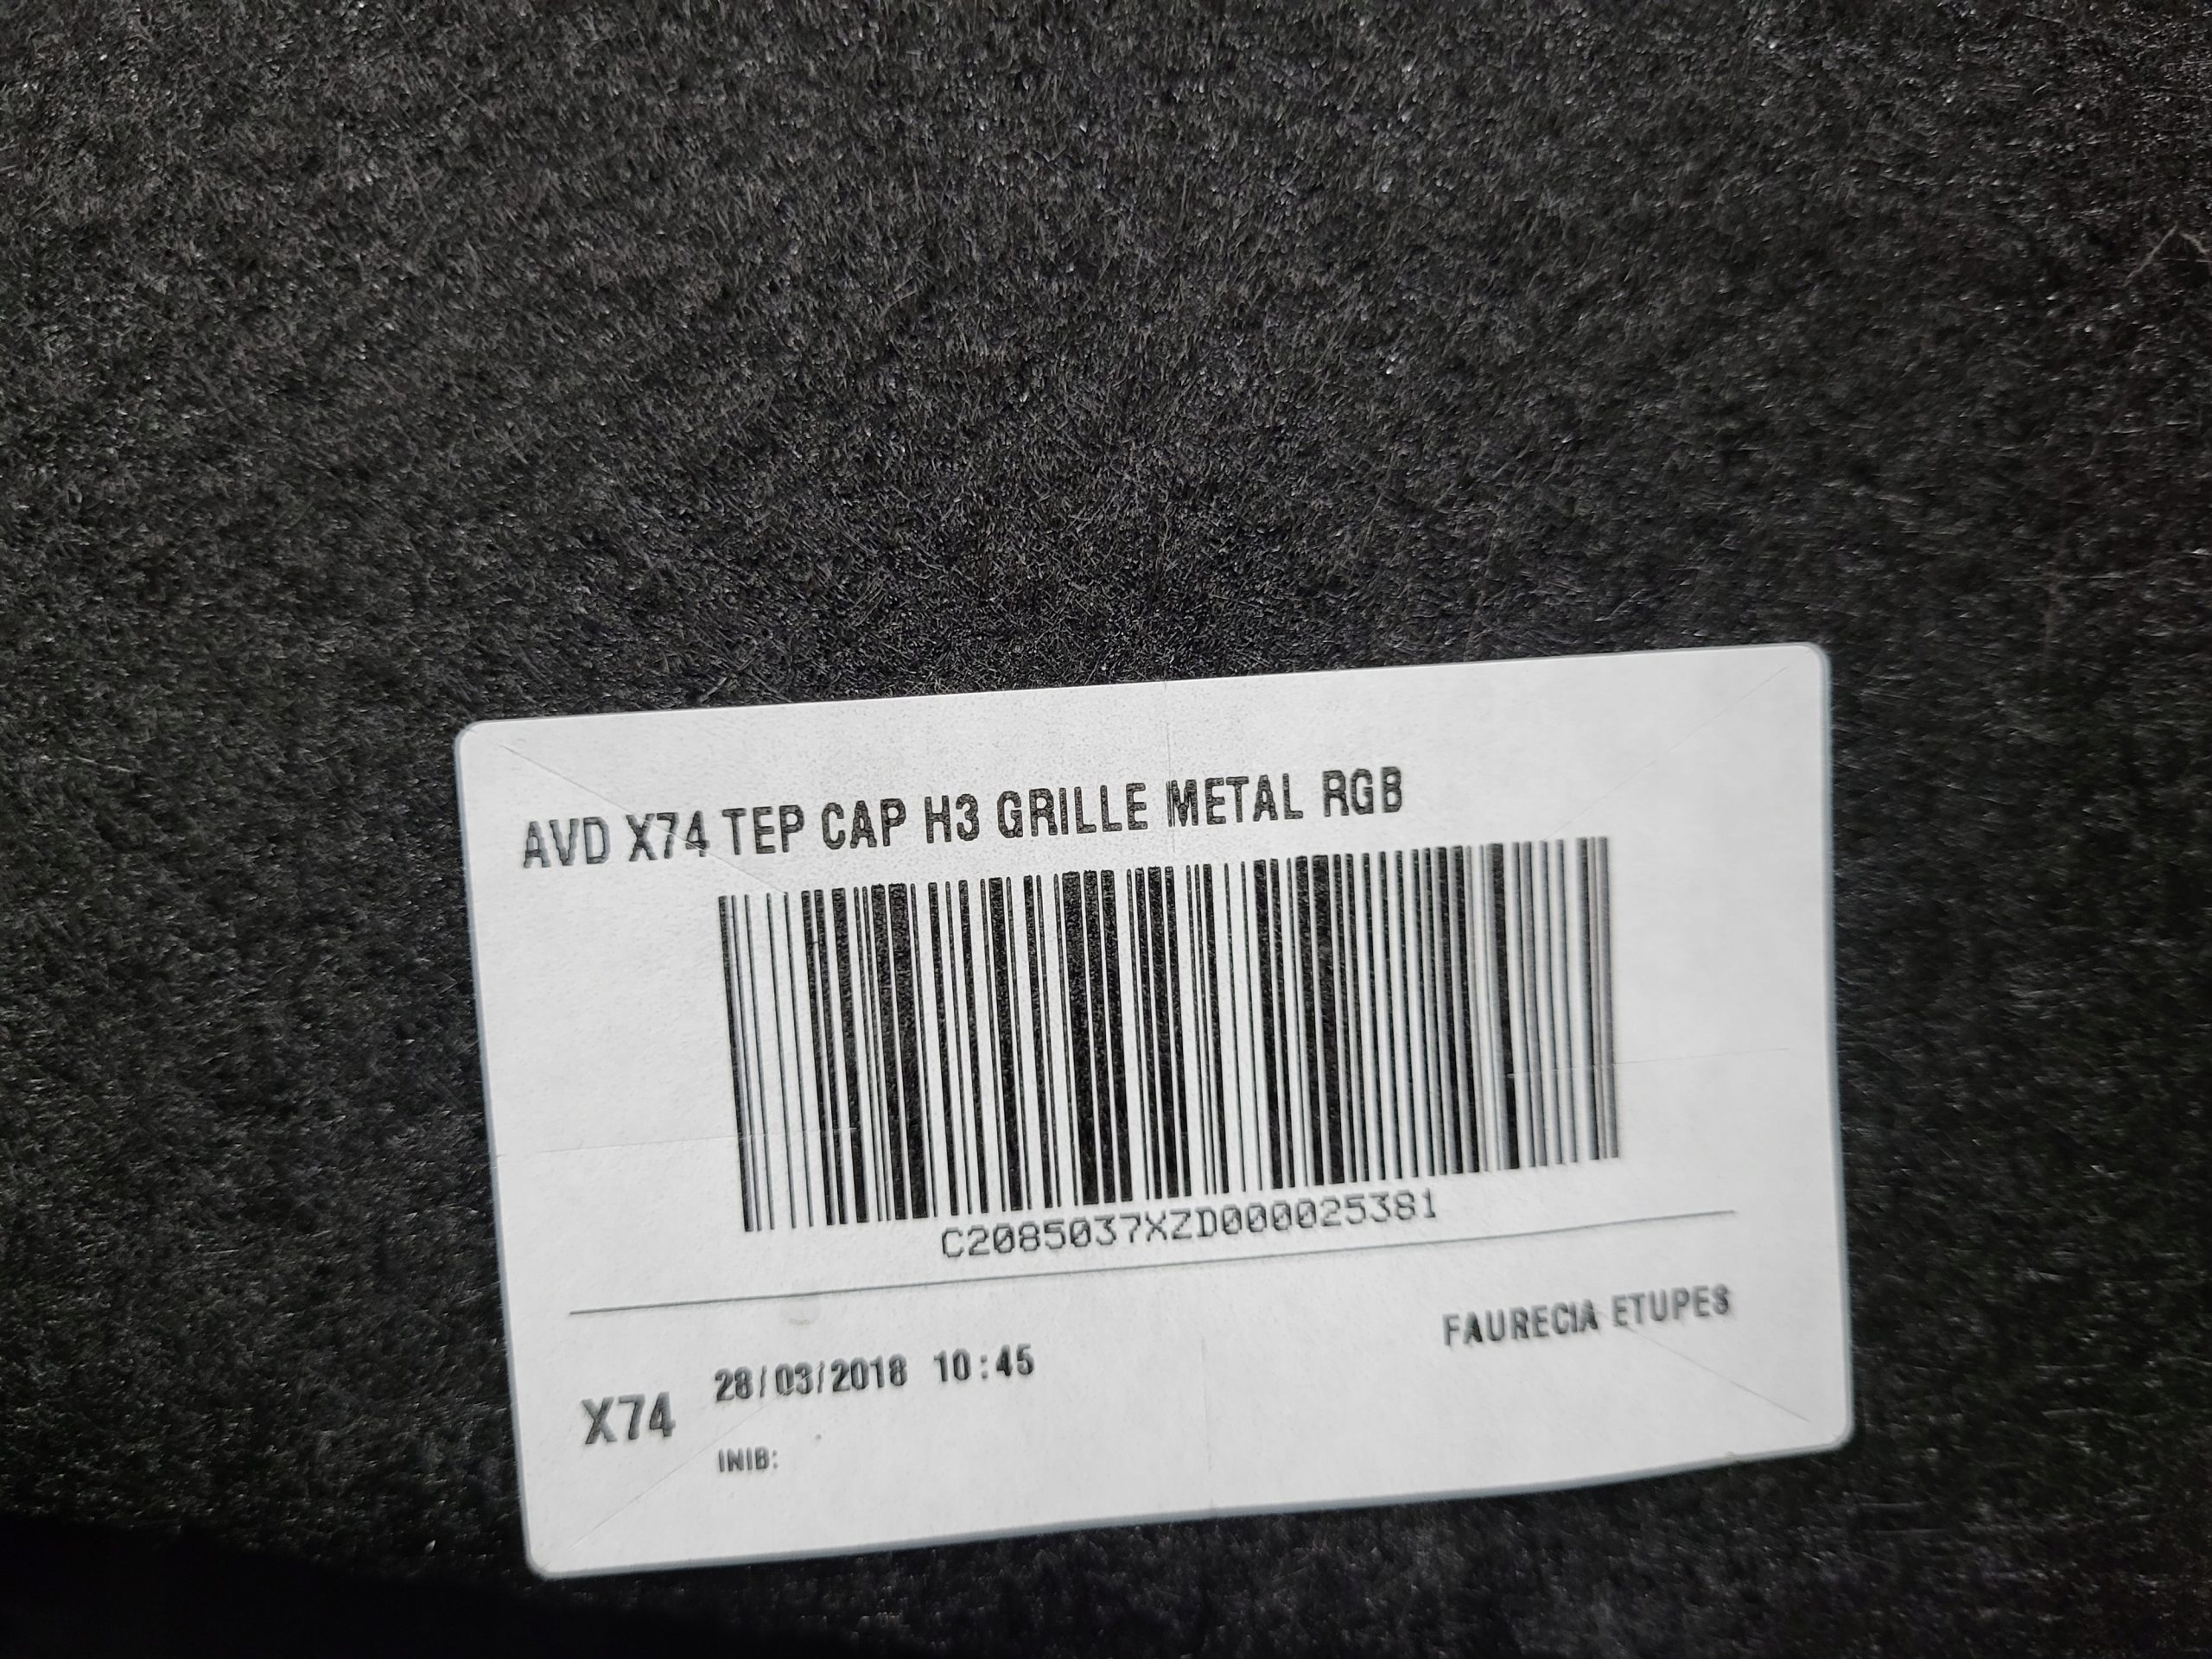 AVD X74 TEP CAP H3 GRILLE METAL RGB
C2085037XZD000025381
FAURECIA ETUPES
X74 28/03/2018 10:45
INIB: